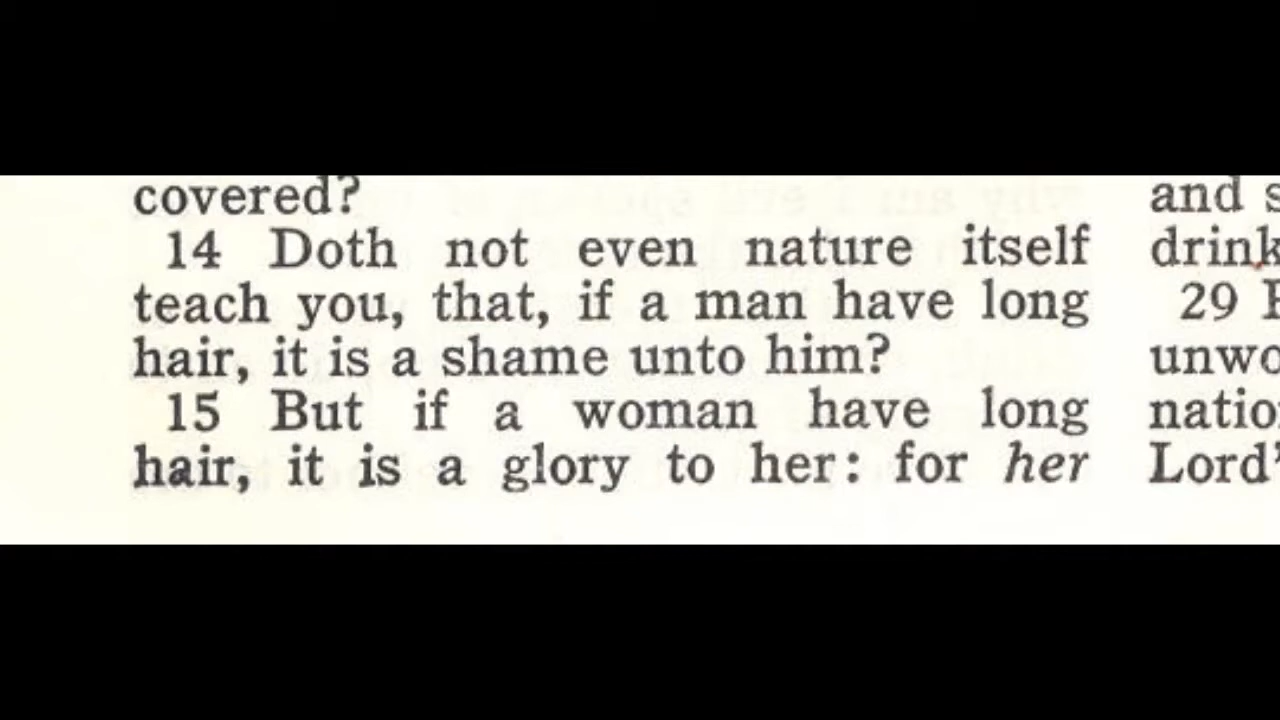 covered?
14 Doth not even nature itself
teach you, that, if a man have long
hair, it is a shame unto him?
15 But if a woman have long
hair, it is a glory to her: for her
and
drink
29
Lord'